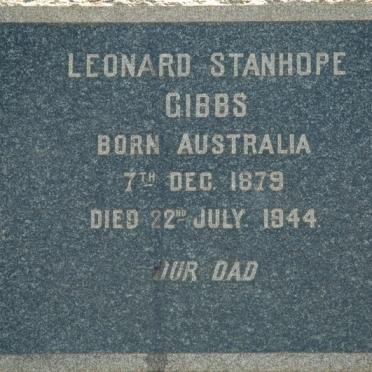 LEONARD STANHOPE
GIBBS
BORN AUSTRALIA
7TH DEC. 1879
DIED 22ND JULY. 1944.
OUR DAD